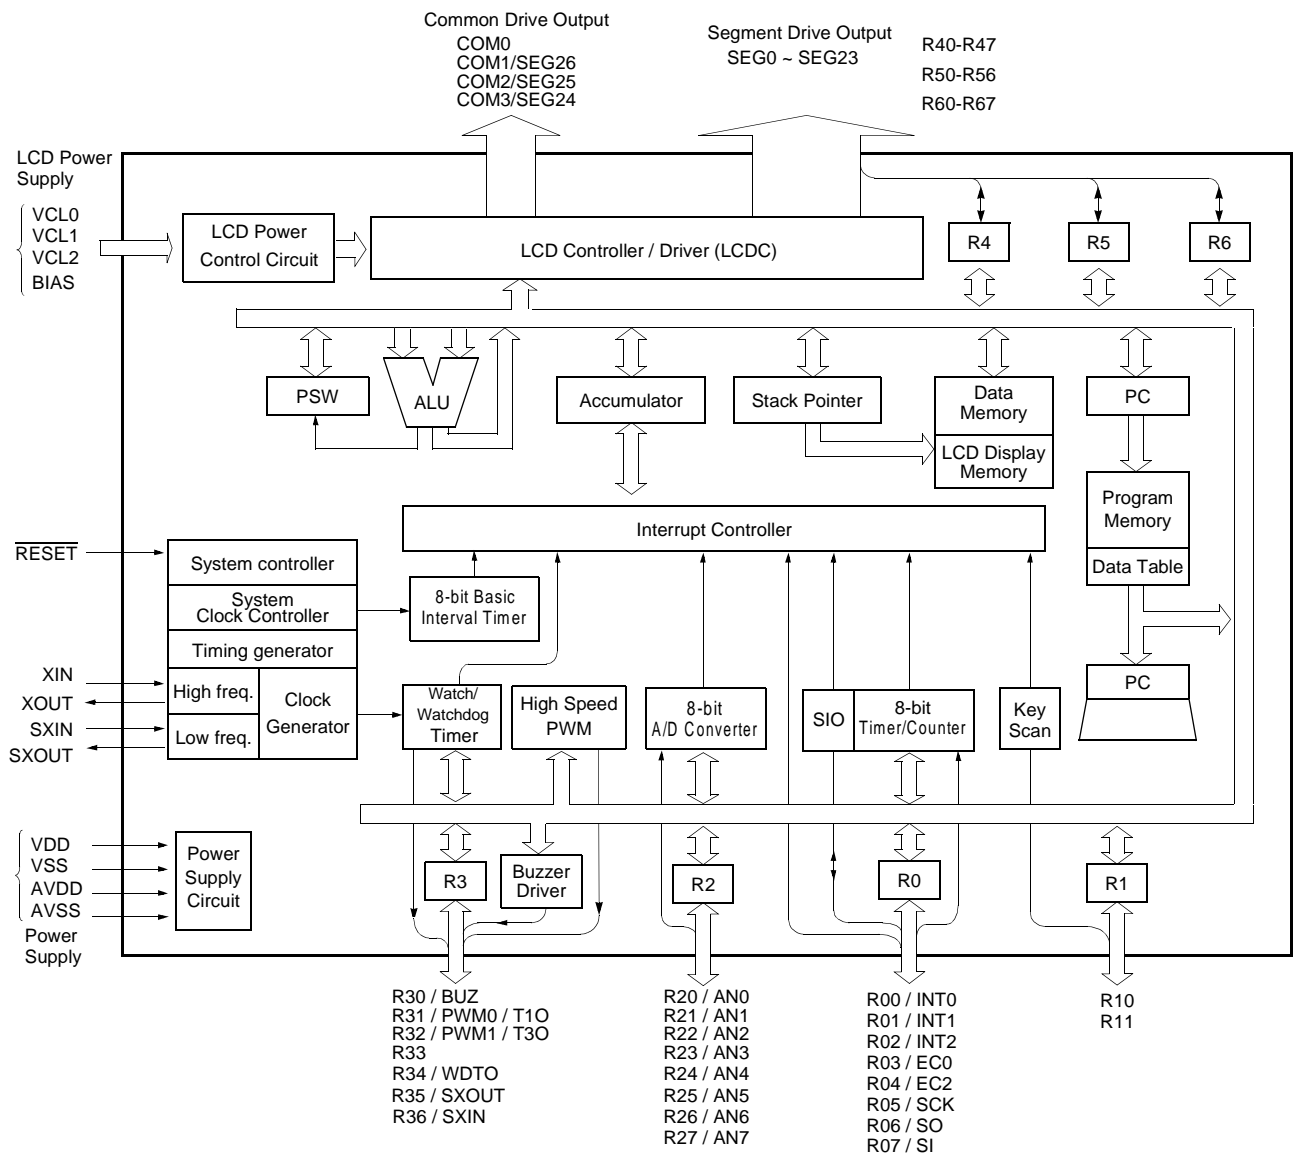 Common Drive Output
COM0
COM1/SEG26
COM2/SEG25
COM3/SEG24
Segment Drive Output
SEG0 ~ SEG23
R40-R47
R50-R56
R60-R67
LCD Power
Supply
VCL0
VCL1
VCL2
BIAS
LCD Power
Control Circuit
LCD Controller / Driver (LCDC)
R4
R5
R6
PSW
ALU
Accumulator
Stack Pointer
Data
Memory
LCD Display
Memory
PC
Program
Memory
Data Table
PC
Interrupt Controller
RESET
System controller
System
Clock Controller
Timing generator
High freq.
Low freq.
Clock
Generator
8-bit Basic
Interval Timer
XIN
XOUT
SXIN
SXOUT
Watch/
Watchdog
Timer
High Speed
PWM
8-bit
A/D Converter
SIO
8-bit
Timer/Counter
Key
Scan
VDD
VSS
AVDD
AVSS
Power
Supply
Power
Supply
Circuit
R3
Buzzer
Driver
R2
R0
R1
R30 / BUZ
R31 / PWM0 / T1O
R32 / PWM1 / T3O
R33
R34 / WDTO
R35 / SXOUT
R36 / SXIN
R20 / AN0
R21 / AN1
R22 / AN2
R23 / AN3
R24 / AN4
R25 / AN5
R26 / AN6
R27 / AN7
R00 / INT0
R01 / INT1
R02 / INT2
R03 / EC0
R04 / EC2
R05 / SCK
R06 / SO
R07 / SI
R10
R11